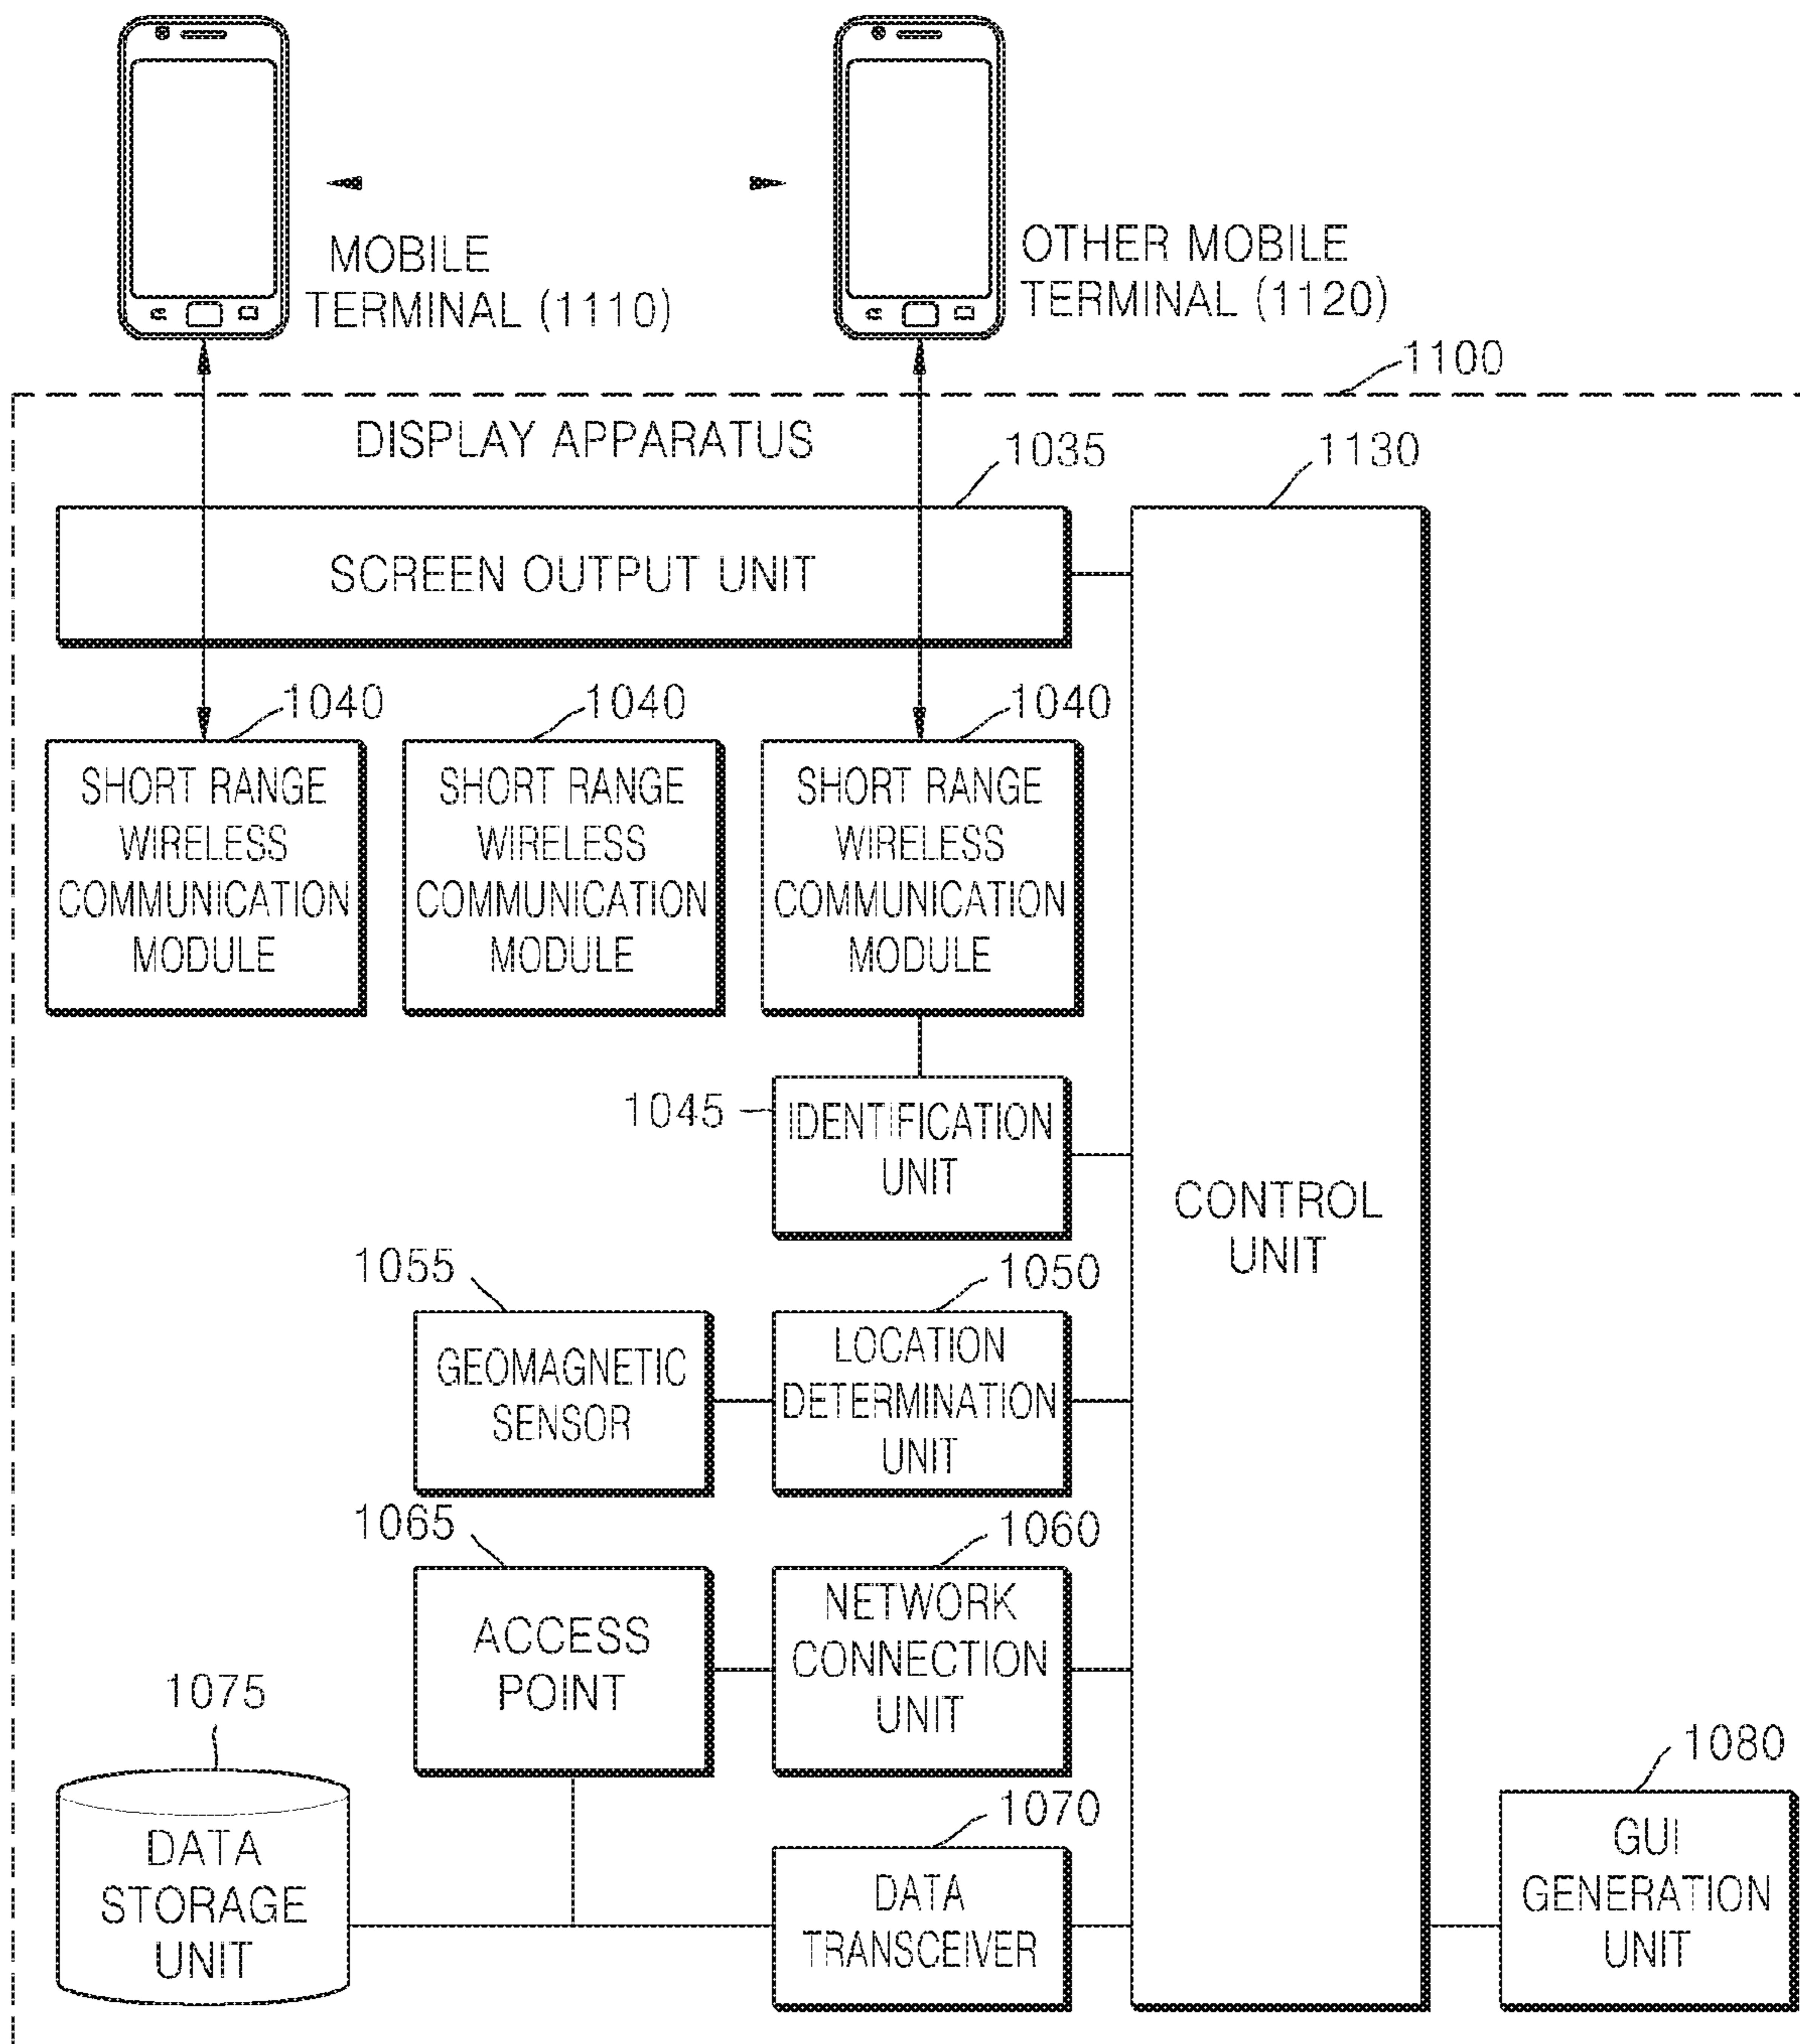 MOBILE
TERMINAL (1110)
OTHER MOBILE
TERMINAL (1120)
1100
DISPLAY APPARATUS
1035
1130
SCREEN OUTPUT UNIT
1040
1040
1040
SHORT RANGE
WIRELESS
COMMUNICATION
MODULE
SHORT RANGE
WIRELESS
COMMUNICATION
MODULE
SHORT RANGE
WIRELESS
COMMUNICATION
MODULE
1045
IDENTIFICATION
UNIT
CONTROL
UNIT
1055
1050
GEOMAGNETIC
SENSOR
LOCATION
DETERMINATION
UNIT
1065
1060
ACCESS
POINT
NETWORK
CONNECTION
UNIT
1075
1070
1080
DATA
STORAGE
UNIT
DATA
TRANSCEIVER
GUI
GENERATION
UNIT